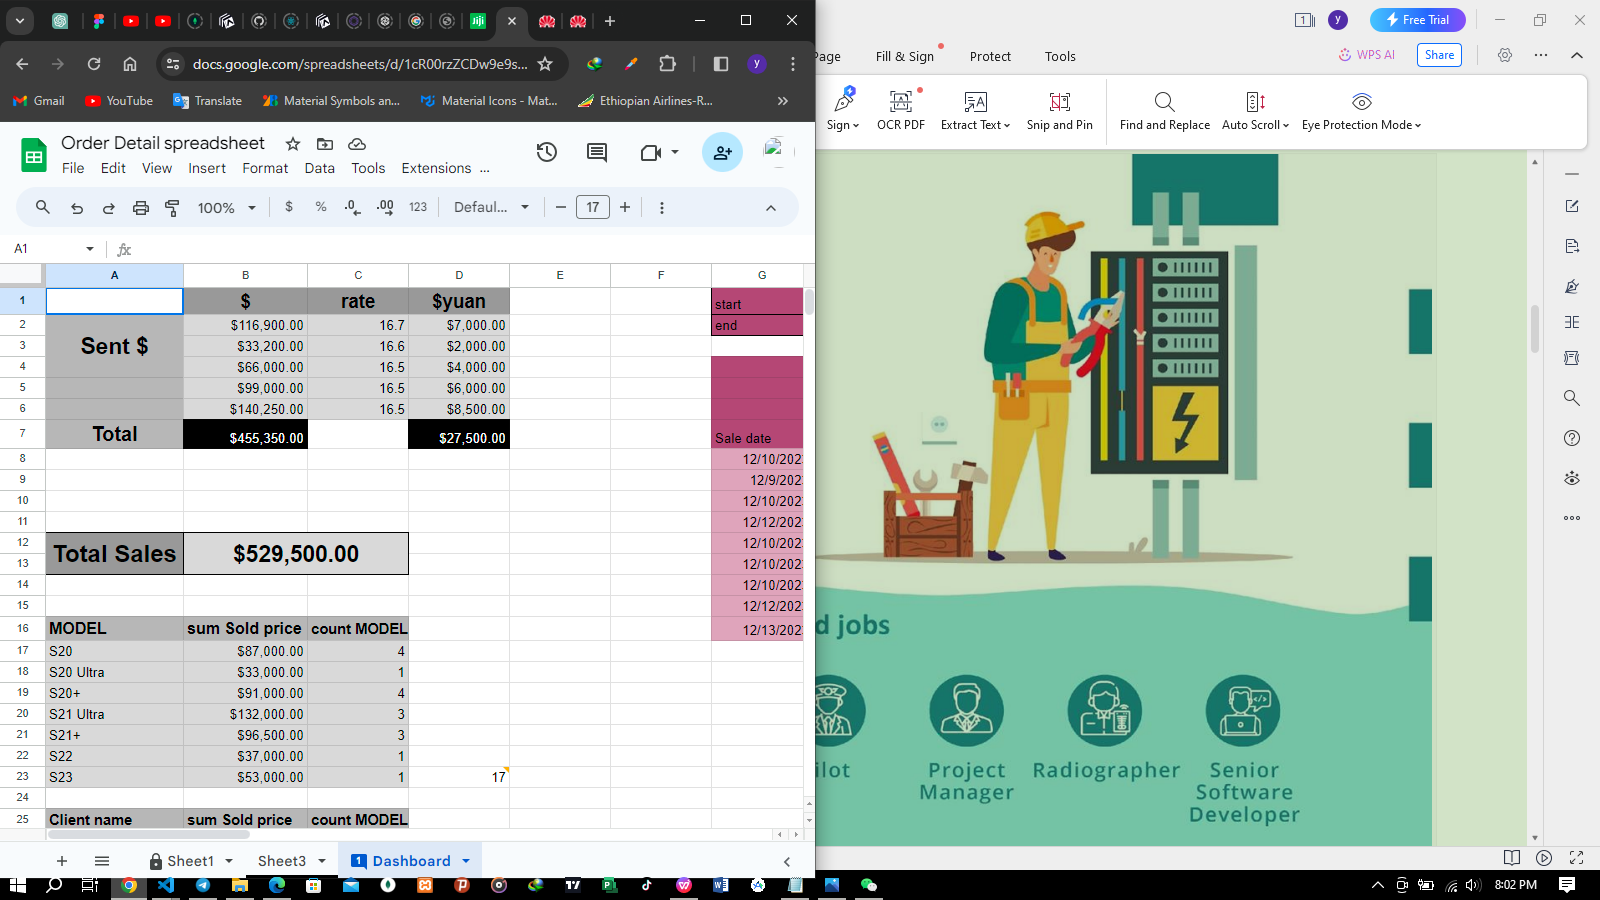 docs.google.com/spreadsheets/d/1cR00rzZCDw9e9s...
Gmail
YouTube
Translate
Material Symbols an...
Material Icons - Mat...
Ethiopian Airlines-R...
Order Detail spreadsheet
File Edit View Insert Format Data Tools Extensions ...
100% $ % .0 .00 123 Defaul... 17
A1 fx
A B C D E F G
1 $ rate $yuan start
2 $116,900.00 16.7 $7,000.00 end
Sent $
3 $33,200.00 16.6 $2,000.00
4 $66,000.00 16.5 $4,000.00
5 $99,000.00 16.5 $6,000.00
6 $140,250.00 16.5 $8,500.00
7 Total $455,350.00 $27,500.00 Sale date
8 12/10/202
9 12/9/202
10 12/10/202
11 12/12/202
12 12/10/202
Total Sales $529,500.00
13 12/10/202
14 12/10/202
15 12/12/202
16 MODEL sum Sold price count MODEL 12/13/202
17 S20 $87,000.00 4
18 S20 Ultra $33,000.00 1
19 S20+ $91,000.00 4
20 S21 Ultra $132,000.00 3
21 S21+ $96,500.00 3
22 S22 $37,000.00 1
23 S23 $53,000.00 1 17
24
25 Client name sum Sold price count MODEL
Sheet1 Sheet3 1 Dashboard
1 y Free Trial
Page Fill & Sign Protect Tools WPS AI Share
Sign OCR PDF Extract Text Snip and Pin Find and Replace Auto Scroll Eye Protection Mode
d jobs
ilot
Project
Manager
Radiographer
Senior
Software
Developer
8:02 PM